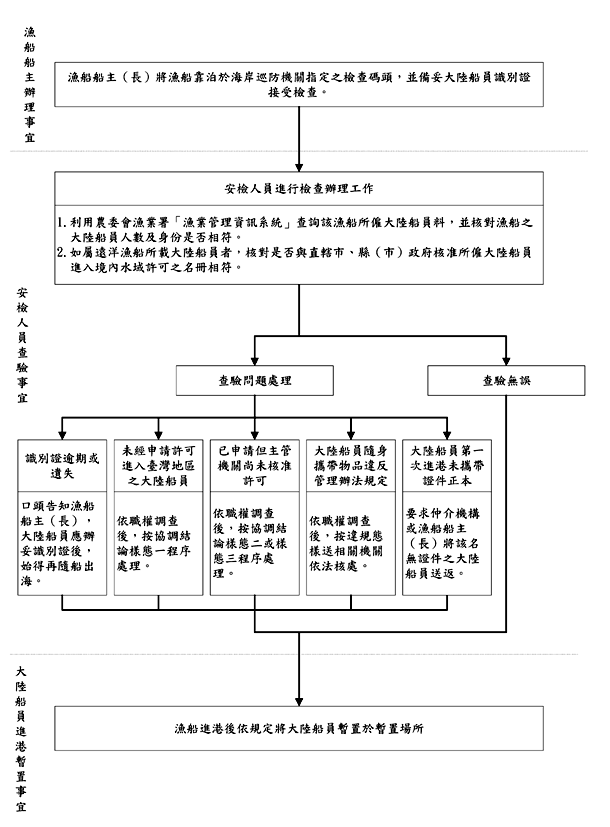 漁船船主辦理事宜
漁船船主（長）將漁船靠泊於海岸巡防機關指定之檢查碼頭，並備妥大陸船員識別證
接受檢查。
安檢人員查驗事宜
安檢人員進行檢查辦理工作
1. 利用農委會漁業署「漁業管理資訊系統」查詢該漁船所僱大陸船員料，並核對漁船之
大陸船員人數及身份是否相符。
2. 如屬遠洋漁船所載大陸船員者，核對是否與直轄市、縣（市）政府核准所僱大陸船員
進入境內水域許可之名冊相符。
查驗問題處理
查驗無誤
識別證逾期或
遺失
口頭告知漁船
船主（長），
大陸船員應辦
妥識別證後，
始得再隨船出
海。
未經申請許可
進入臺灣地區
之大陸船員
依職權調查
後，按協調結
論樣態一程序
處理。
已申請但主管
機關尚未核准
許可
依職權調查
後，按協調結
論樣態二或樣
態三程序處
理。
大陸船員隨身
攜帶物品違反
管理辦法規定
依職權調查
後，按違規態
樣送相關機關
依法核處。
大陸船員第一
次進港未攜帶
證件正本
要求仲介機構
或漁船船主
（長）將該名
無證件之大陸
船員送返。
大陸船員進港暫置事宜
漁船進港後依規定將大陸船員暫置於暫置場所